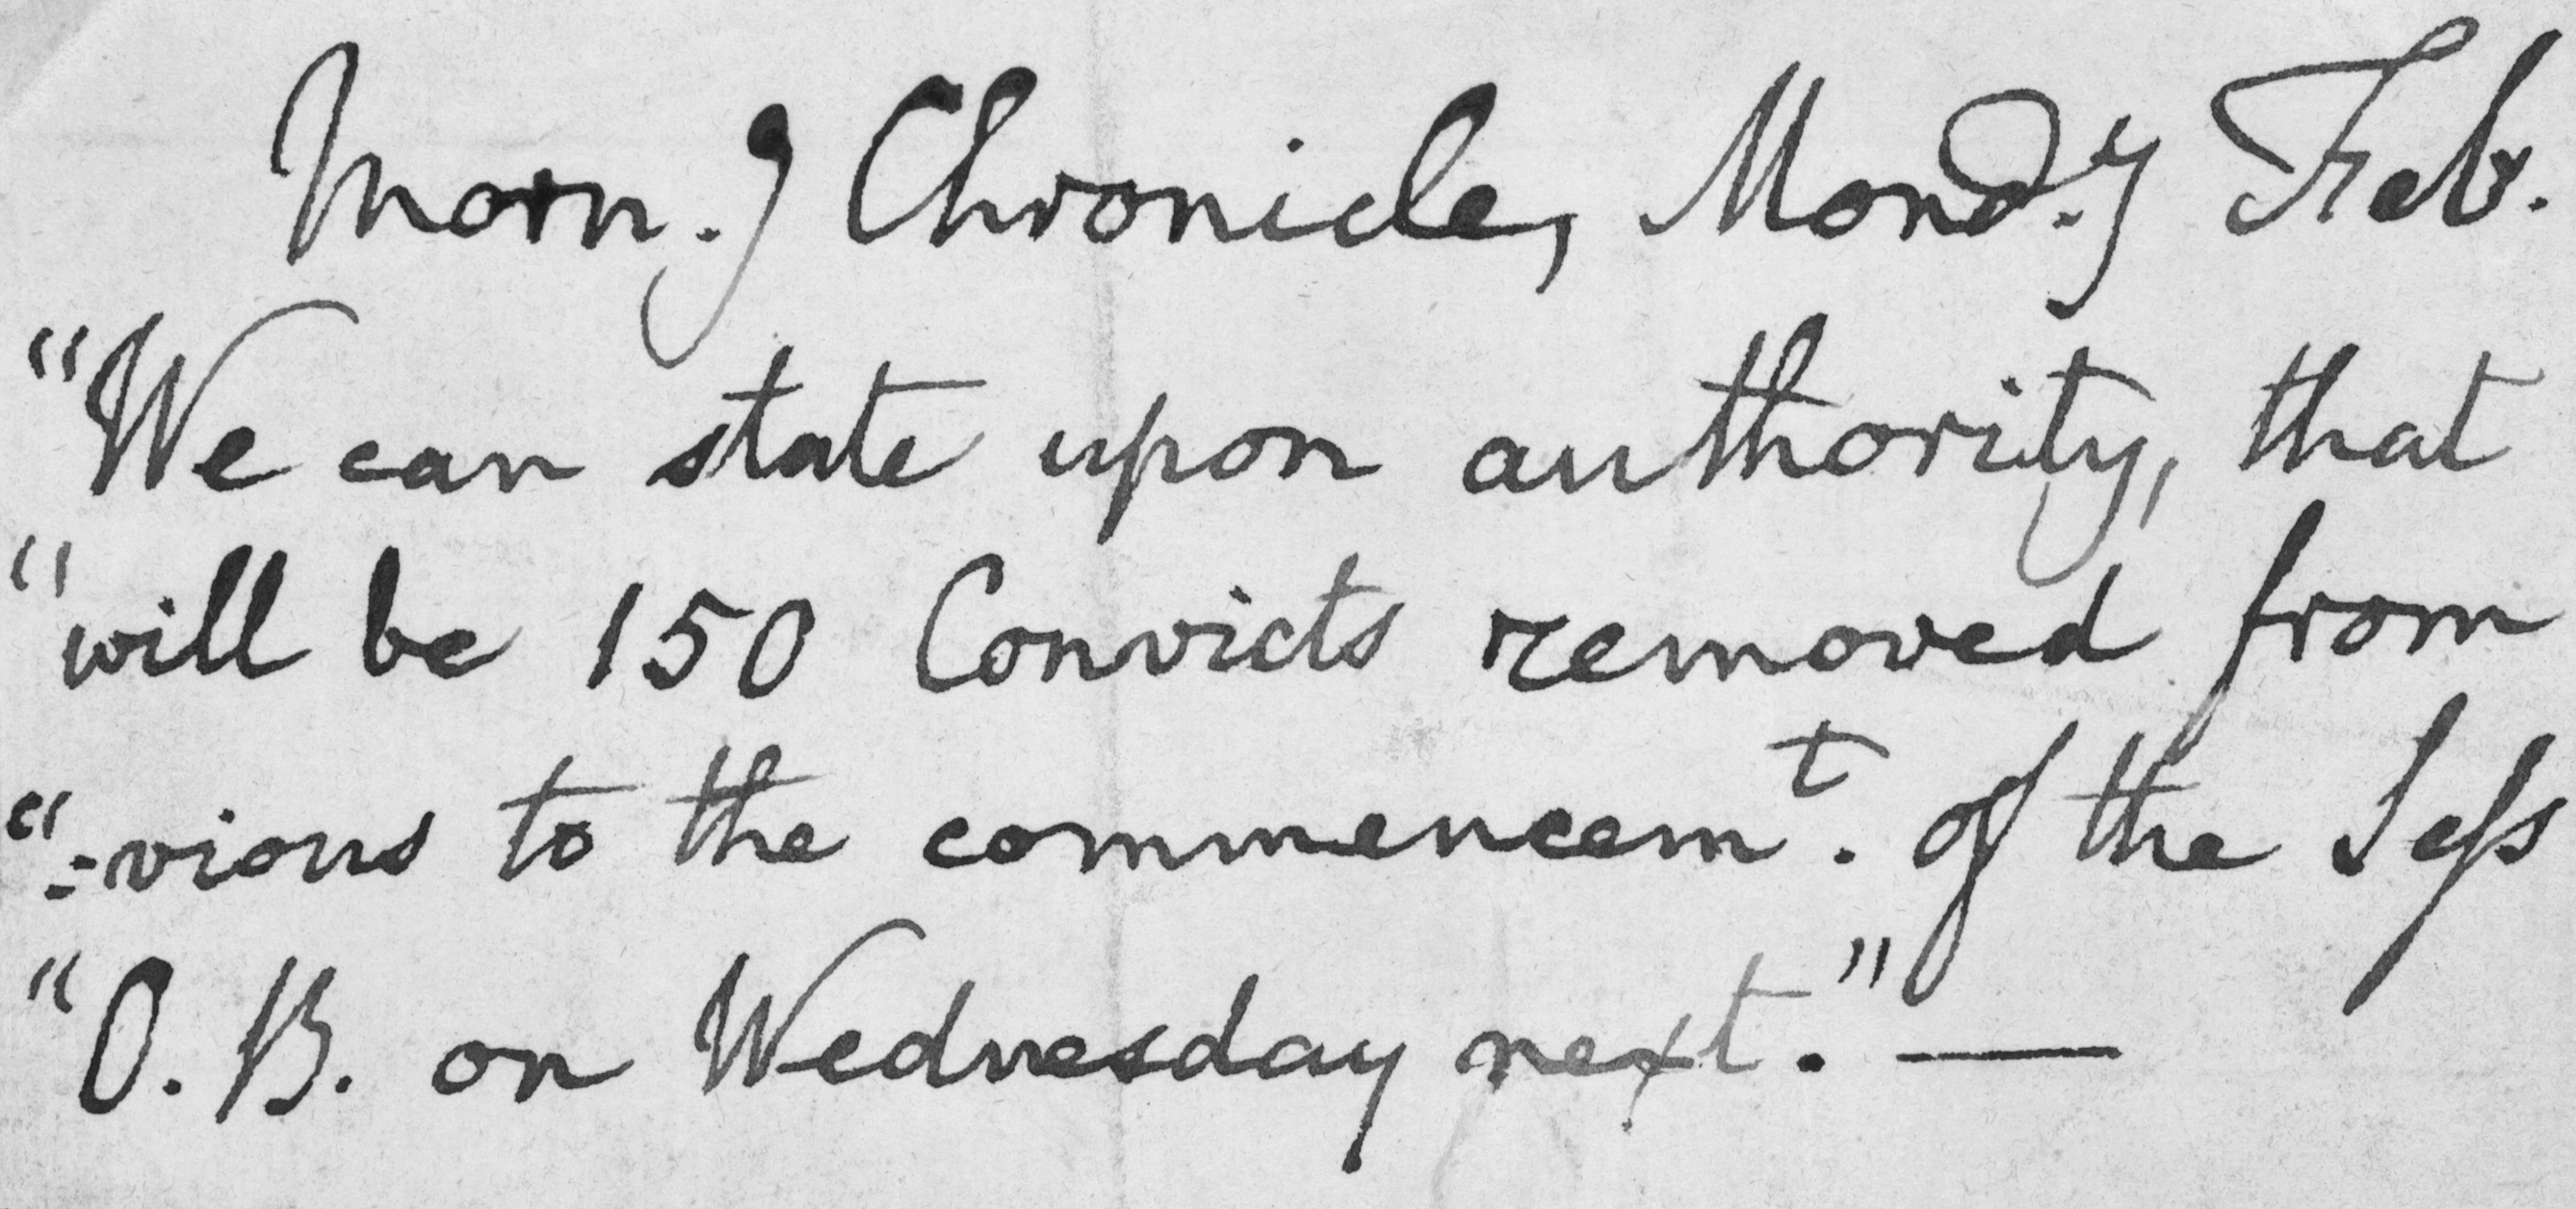 Morn.g Chronicle, Mond.y Feb.
"We can state upon authority, that
"will be 150 Convicts removed from
":vious to the commencem.t of the Sess
"O. B. on Wednesday next." —